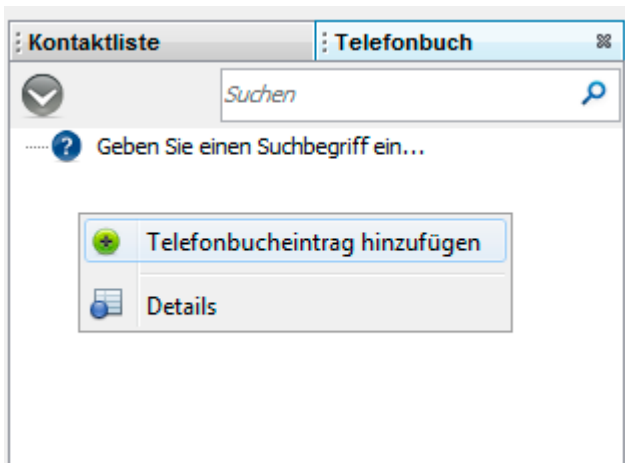 Kontaktliste
Telefonbuch
Suchen
Geben Sie einen Suchbegriff ein...
Telefonbucheintrag hinzufügen
Details